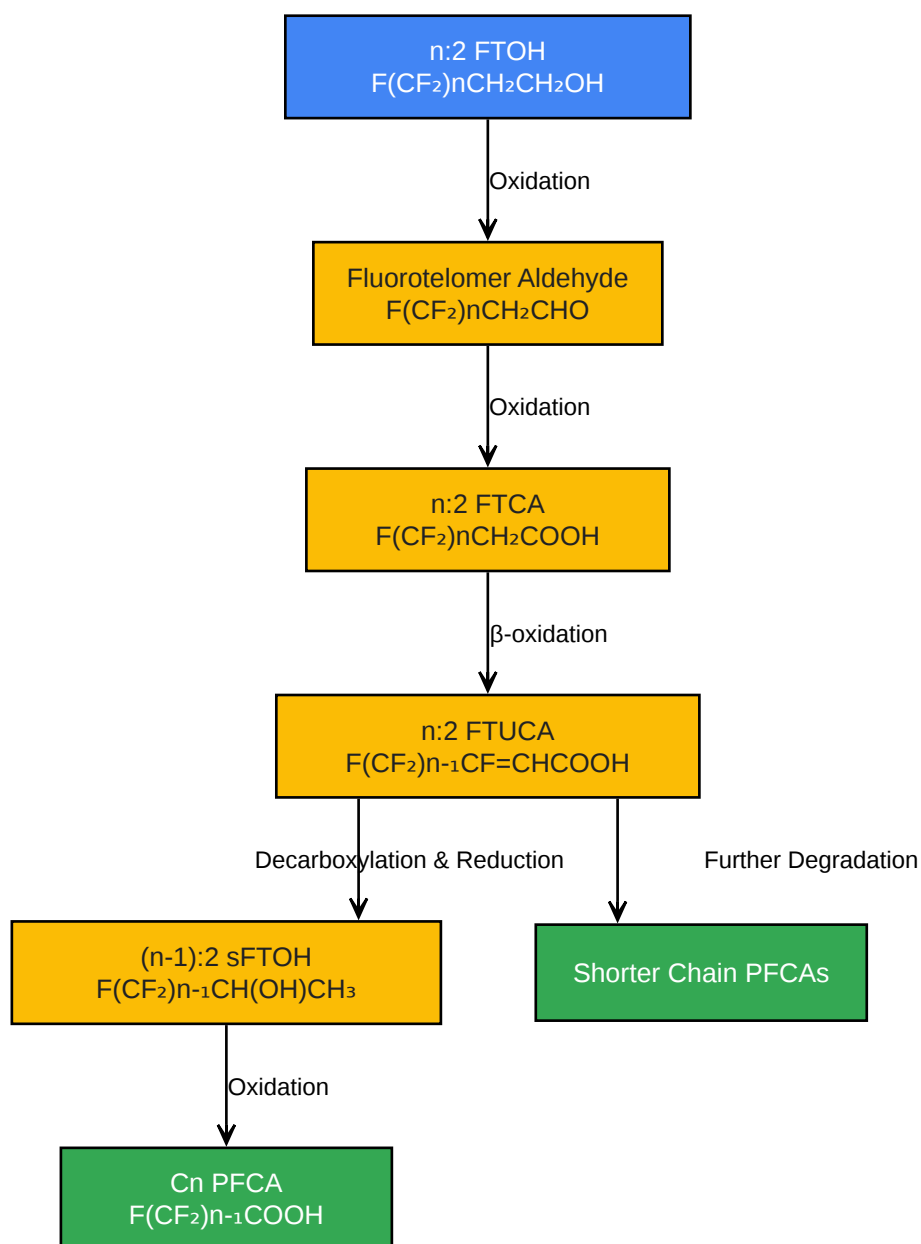 n:2 FTOH
F(CF₂)nCH₂CH₂OH
Oxidation
Fluorotelomer Aldehyde
F(CF₂)nCH₂CHO
Oxidation
n:2 FTCA
F(CF₂)nCH₂COOH
β-oxidation
n:2 FTUCA
F(CF₂)n-₁CF=CHCOOH
Decarboxylation & Reduction
Further Degradation
(n-1):2 sFTOH
F(CF₂)n-₁CH(OH)CH₃
Shorter Chain PFCAs
Oxidation
Cn PFCA
F(CF₂)n-₁COOH